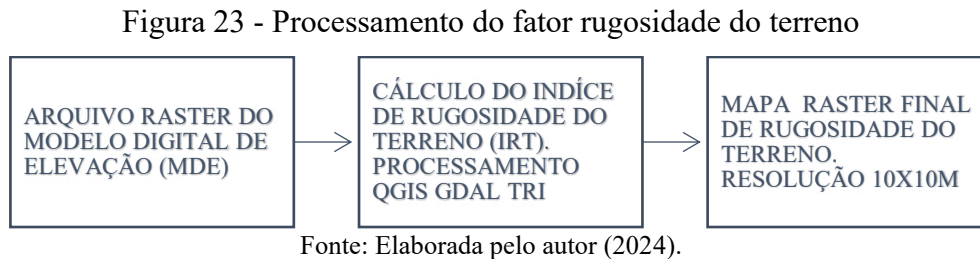 Figura 23 - Processamento do fator rugosidade do terreno
ARQUIVO RASTER DO
MODELO DIGITAL DE
ELEVAÇÃO (MDE)
CÁLCULO DO INDÍCE
DE RUGOSIDADE DO
TERRENO (IRT).
PROCESSAMENTO
QGIS GDAL TRI
MAPA RASTER FINAL
DE RUGOSIDADE DO
TERRENO.
RESOLUÇÃO 10X10M
Fonte: Elaborada pelo autor (2024).